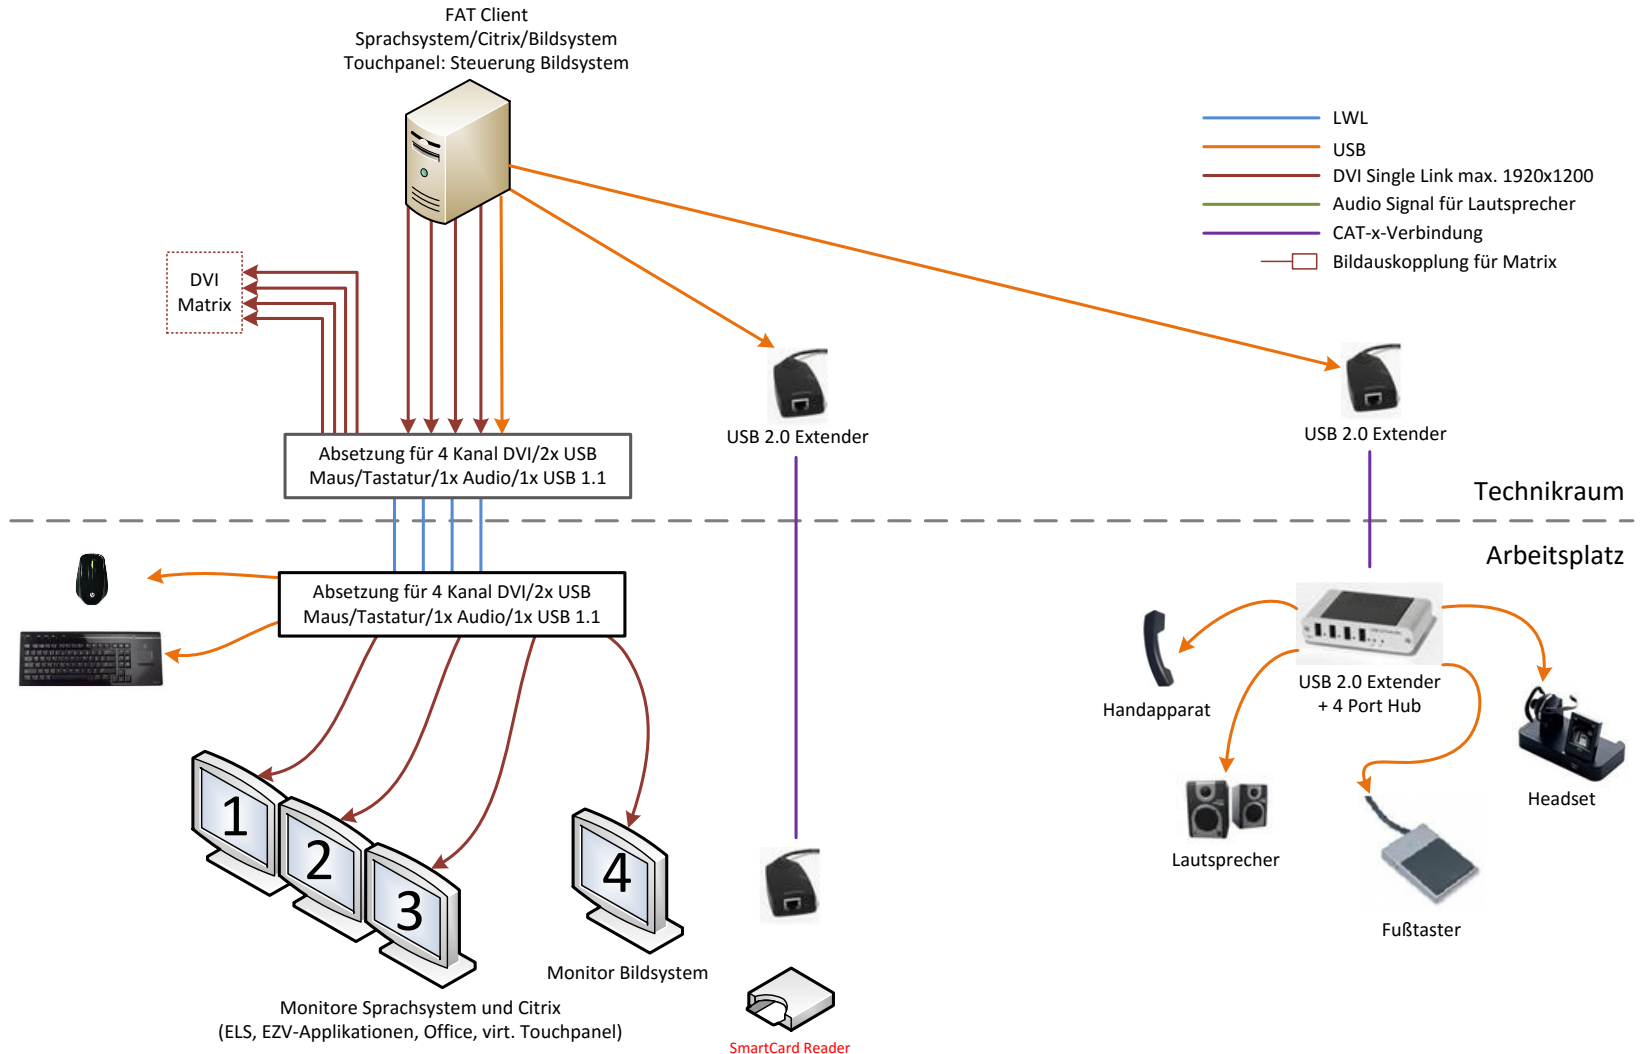 FAT Client
Sprachsystem/Citrix/Bildsystem
Touchpanel: Steuerung Bildsystem
LWL
USB
DVI Single Link max. 1920x1200
Audio Signal für Lautsprecher
CAT-x-Verbindung
Bildauskopplung für Matrix
DVI
Matrix
USB 2.0 Extender
USB 2.0 Extender
Absetzung für 4 Kanal DVI/2x USB
Maus/Tastatur/1x Audio/1x USB 1.1
Technikraum
Arbeitsplatz
Absetzung für 4 Kanal DVI/2x USB
Maus/Tastatur/1x Audio/1x USB 1.1
USB 2.0 Extender
+ 4 Port Hub
Handapparat
Headset
Lautsprecher
Fußtaster
1
2
3
4
Monitor Bildsystem
Monitore Sprachsystem und Citrix
(ELS, EZV-Applikationen, Office, virt. Touchpanel)
SmartCard Reader